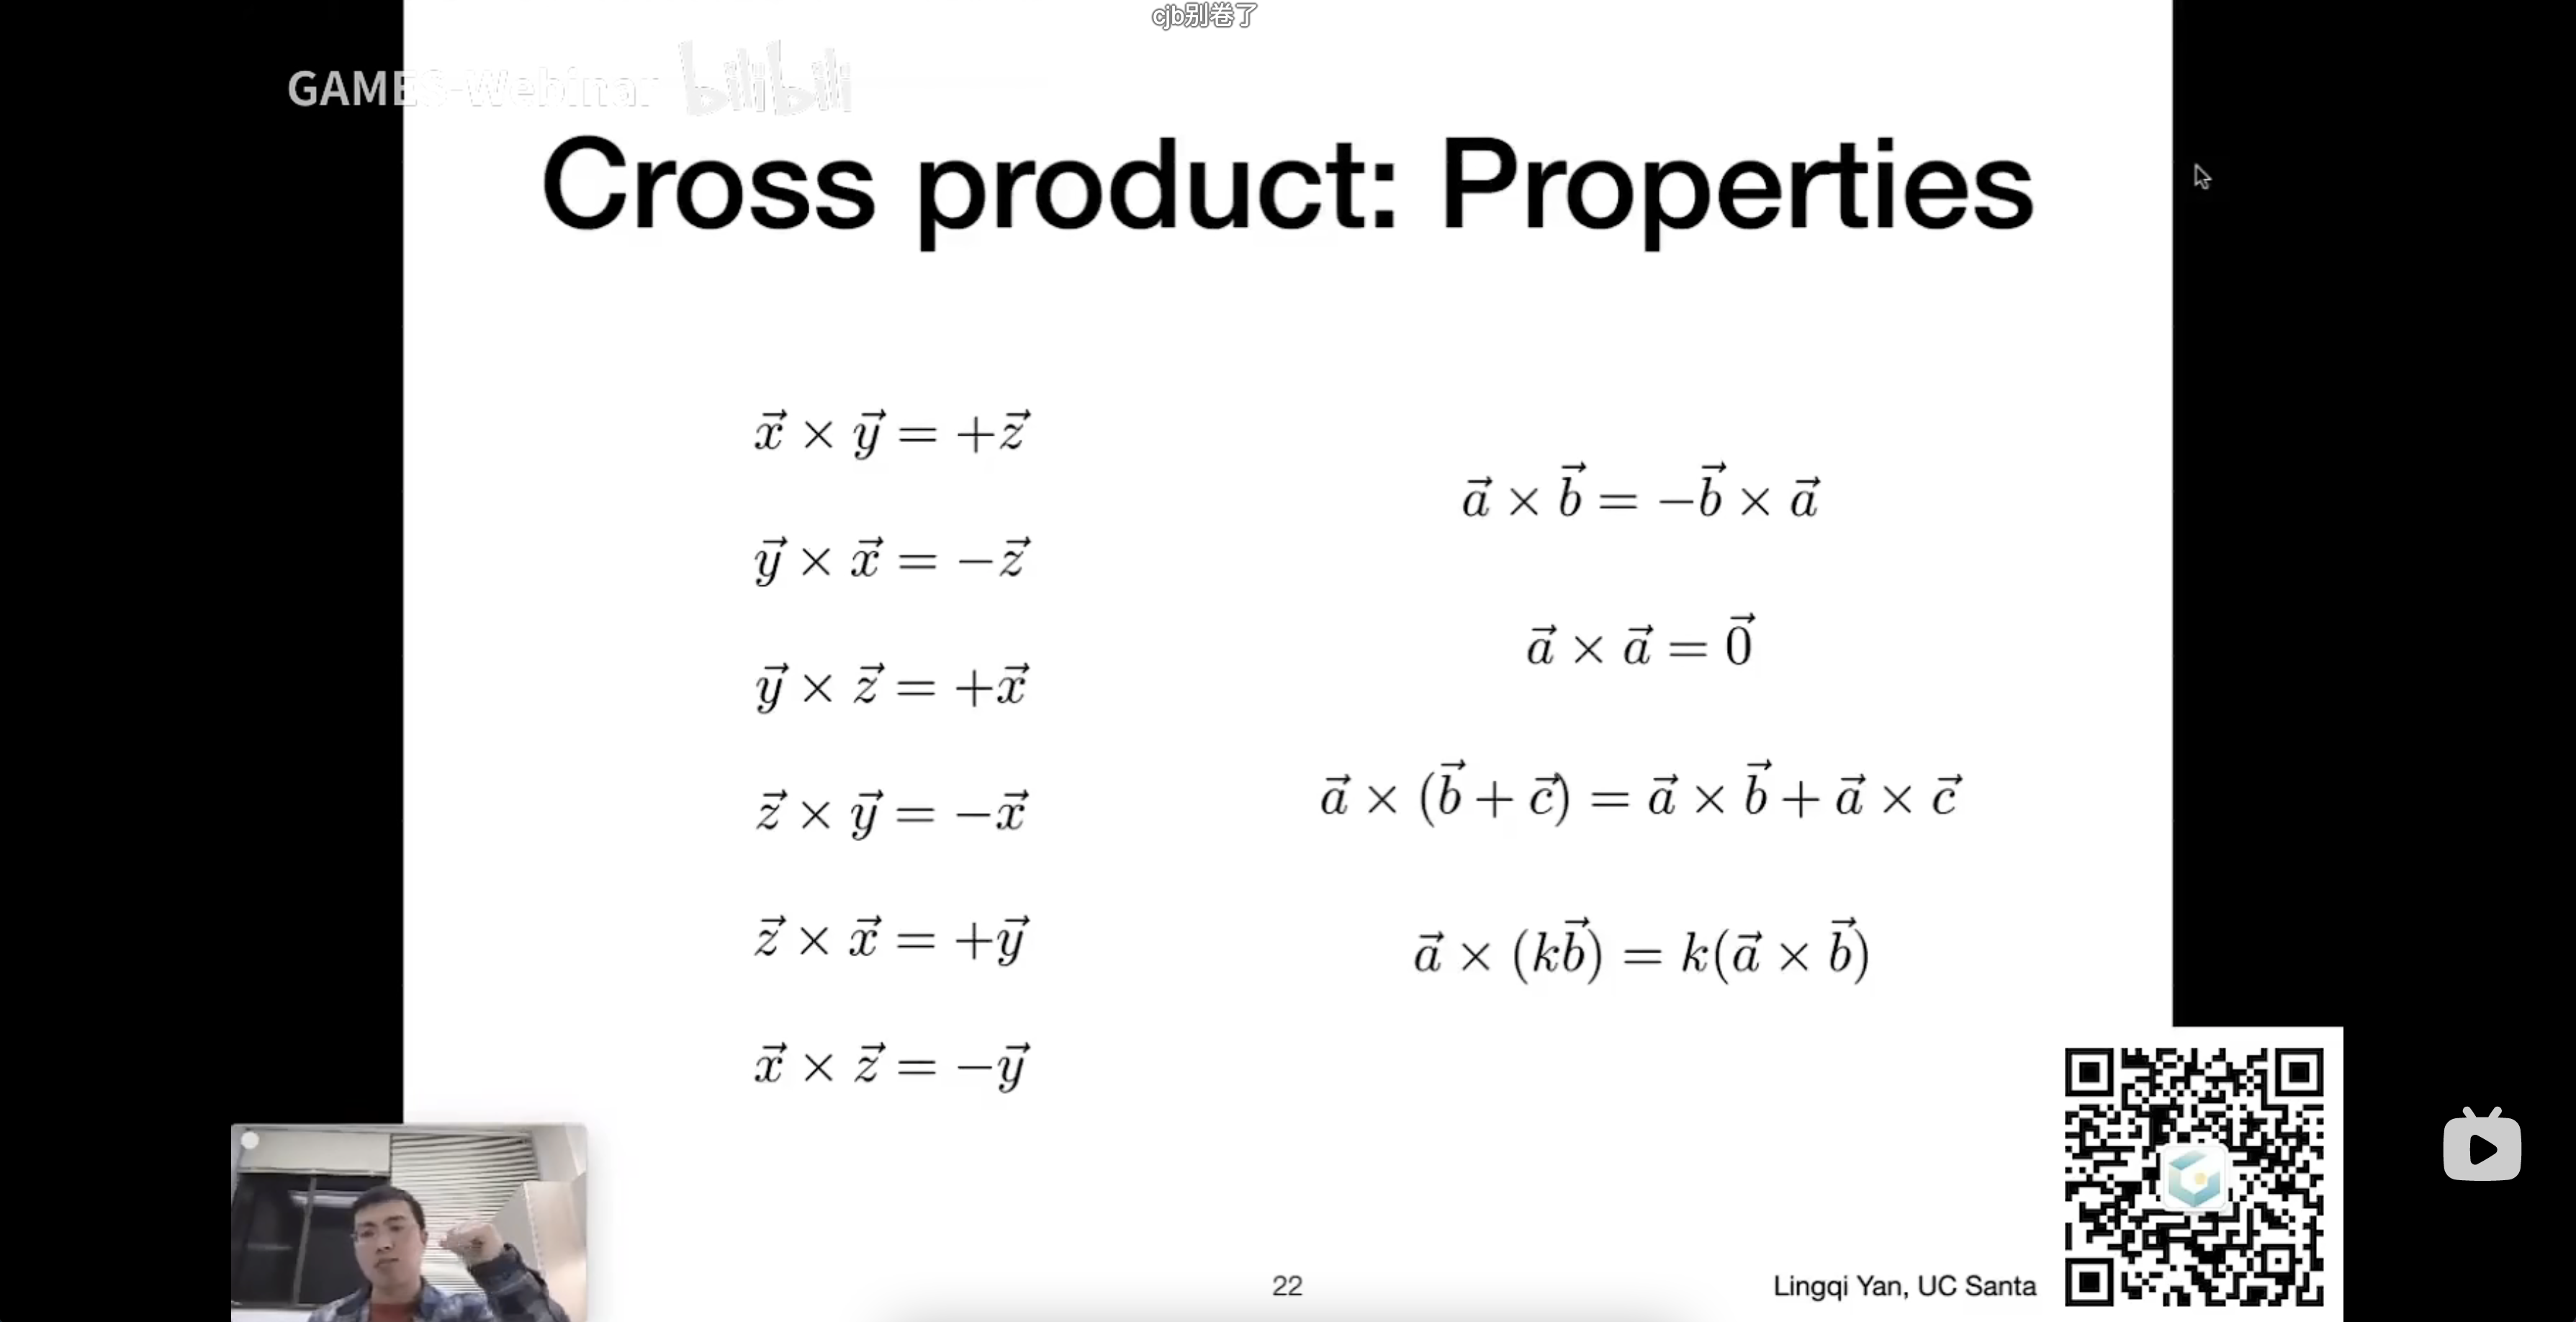 cjb别卷了
GAMES-Webinar bilibili
Cross product: Properties
$\vec{x} \times \vec{y} = +\vec{z}$
$\vec{y} \times \vec{x} = -\vec{z}$
$\vec{y} \times \vec{z} = +\vec{x}$
$\vec{z} \times \vec{y} = -\vec{x}$
$\vec{z} \times \vec{x} = +\vec{y}$
$\vec{x} \times \vec{z} = -\vec{y}$
$\vec{a} \times \vec{b} = -\vec{b} \times \vec{a}$
$\vec{a} \times \vec{a} = \vec{0}$
$\vec{a} \times (\vec{b} + \vec{c}) = \vec{a} \times \vec{b} + \vec{a} \times \vec{c}$
$\vec{a} \times (k\vec{b}) = k(\vec{a} \times \vec{b})$
22
Lingqi Yan, UC Santa